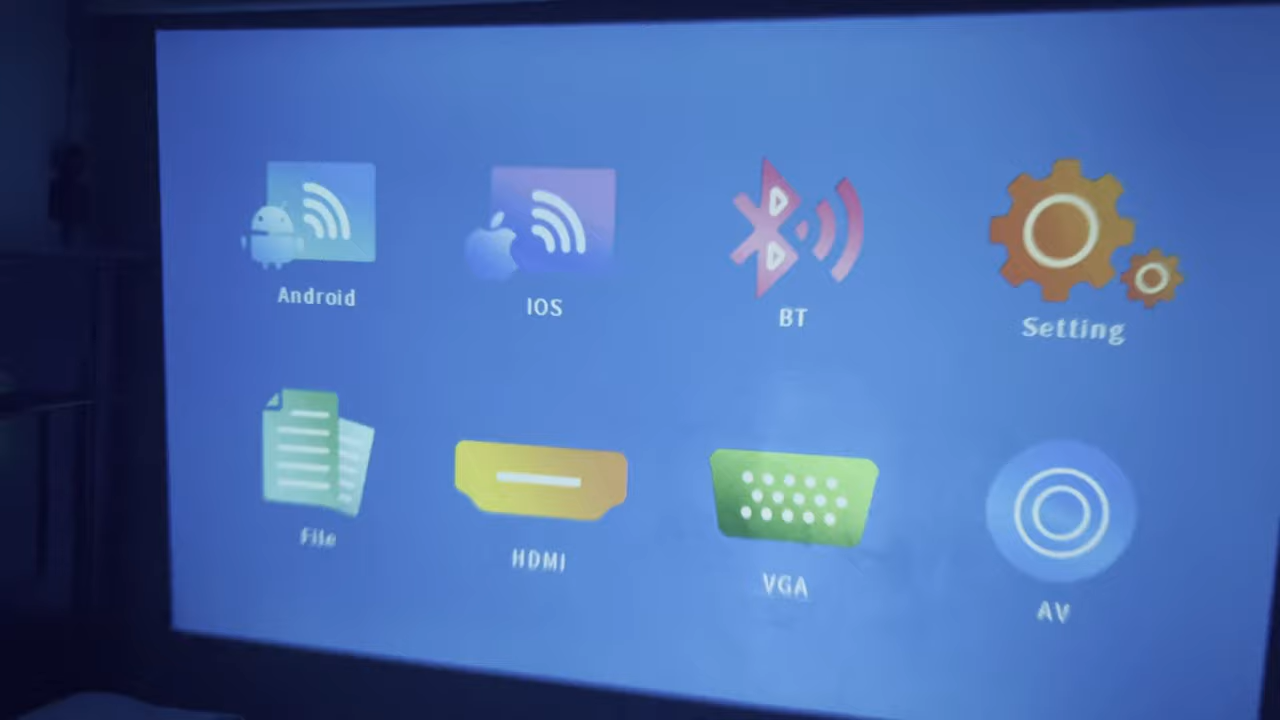 Android
IOS
BT
Setting
File
HDMI
VGA
AV